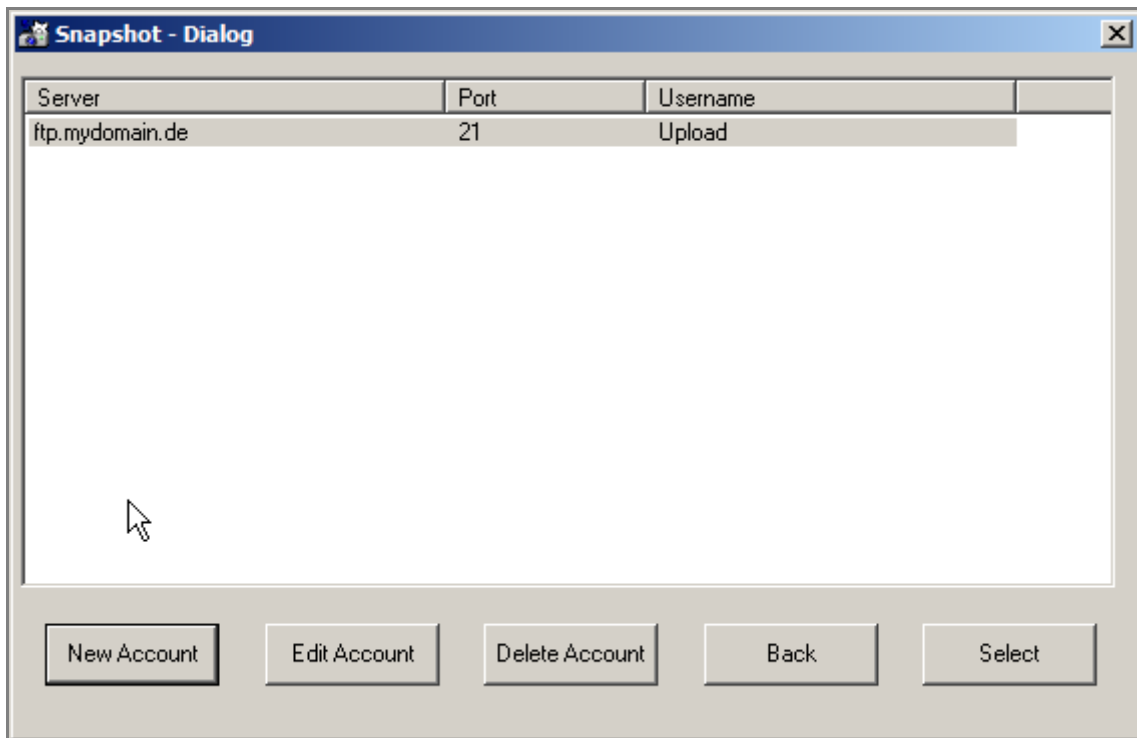 Snapshot - Dialog
Server Port Username
ftp.mydomain.de 21 Upload
New Account Edit Account Delete Account Back Select